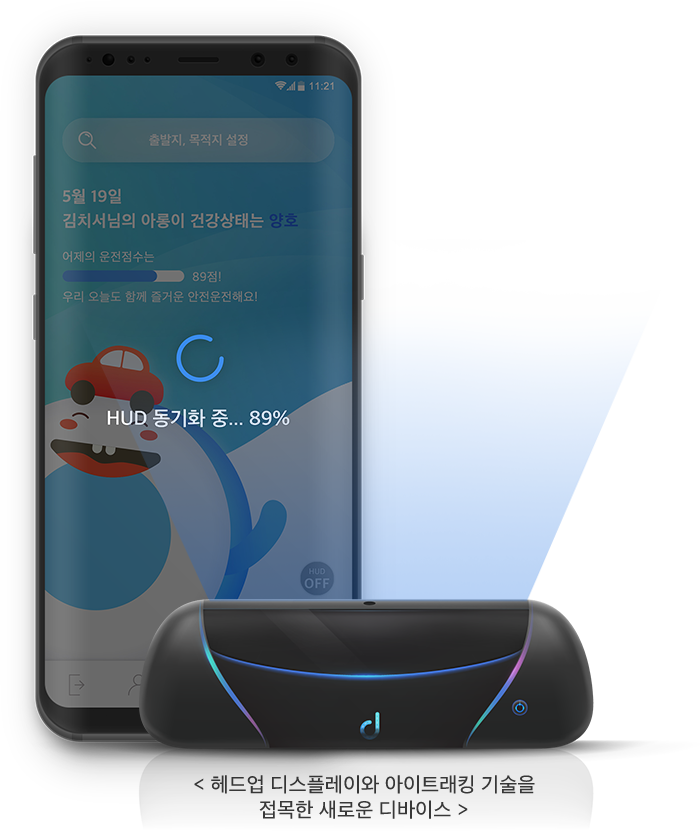 11:21
출발지, 목적지 설정
5월 19일
김치서님의 아롱이 건강상태는 양호
어제의 운전점수는
89점!
우리 오늘도 함께 즐거운 안전운전해요!
HUD 동기화 중... 89%
HUD
OFF
d
< 헤드업 디스플레이와 아이트래킹 기술을
접목한 새로운 디바이스 >